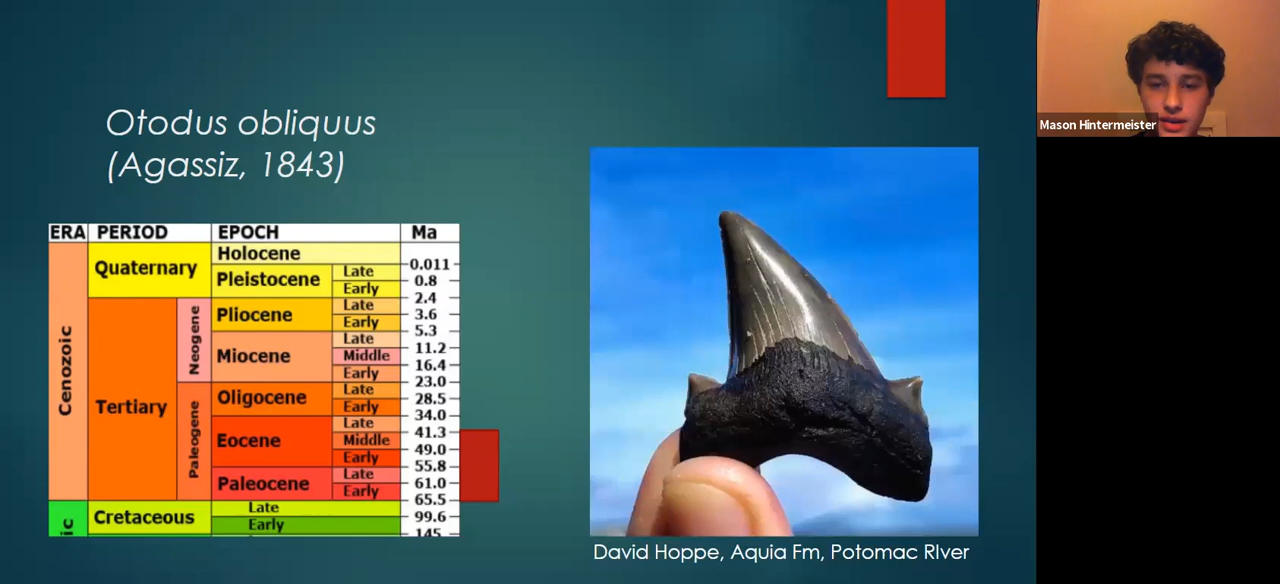 Otodus obliquus
(Agassiz, 1843)
Mason Hintermeister
ERA PERIOD EPOCH Ma
Cenozoic
Quaternary
Tertiary
Neogene
Paleogene
Holocene
Pleistocene
Late
Early
Pliocene
Late
Early
Miocene
Late
Middle
Early
Oligocene
Late
Early
Eocene
Late
Middle
Early
Paleocene
Late
Early
ic
Cretaceous
Late
Early
0.011
0.8
2.4
3.6
5.3
11.2
16.4
23.0
28.5
34.0
41.3
49.0
55.8
61.0
65.5
99.6
145
David Hoppe, Aquia Fm, Potomac RIver